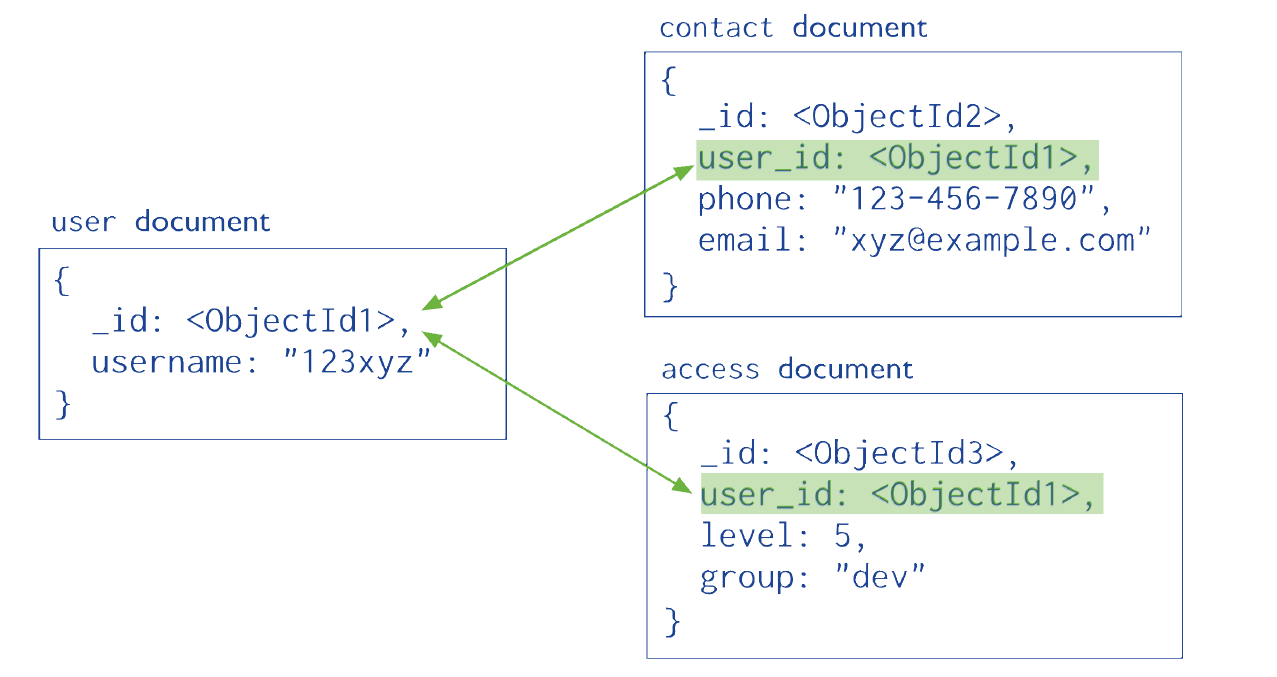 user document
{
_id: <ObjectId1>,
username: "123xyz"
}
contact document
{
_id: <ObjectId2>,
user_id: <ObjectId1>,
phone: "123-456-7890",
email: "xyz@example.com"
}
access document
{
_id: <ObjectId3>,
user_id: <ObjectId1>,
level: 5,
group: "dev"
}